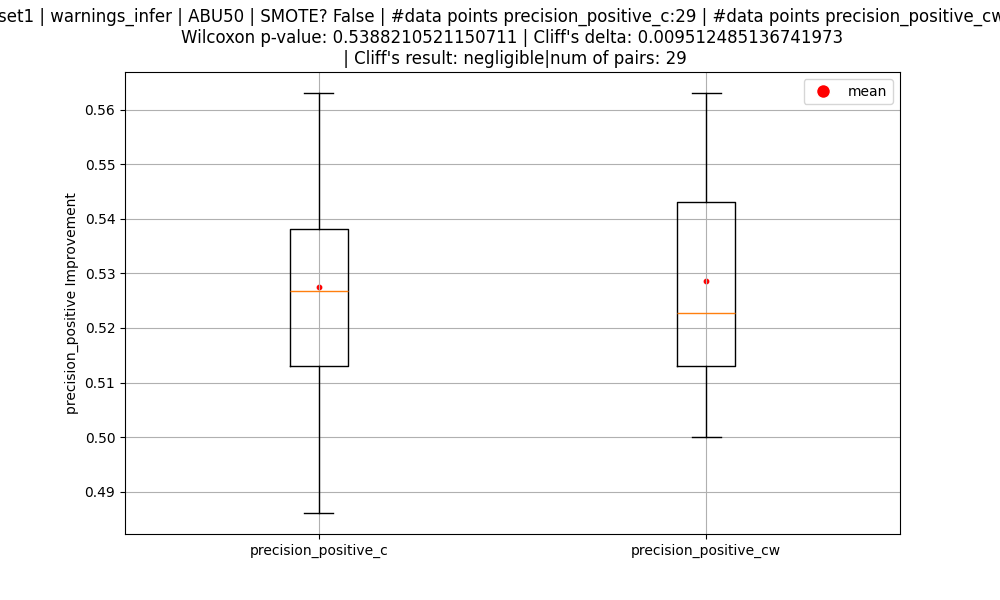 set1 | warnings_infer | ABU50 | SMOTE? False | #data points precision_positive_c:29 | #data points precision_positive_cw
Wilcoxon p-value: 0.5388210521150711 | Cliff's delta: 0.009512485136741973
| Cliff's result: negligible|num of pairs: 29
mean
0.56
0.55
0.54
0.53
0.52
0.51
0.50
0.49
precision_positive Improvement
precision_positive_c
precision_positive_cw